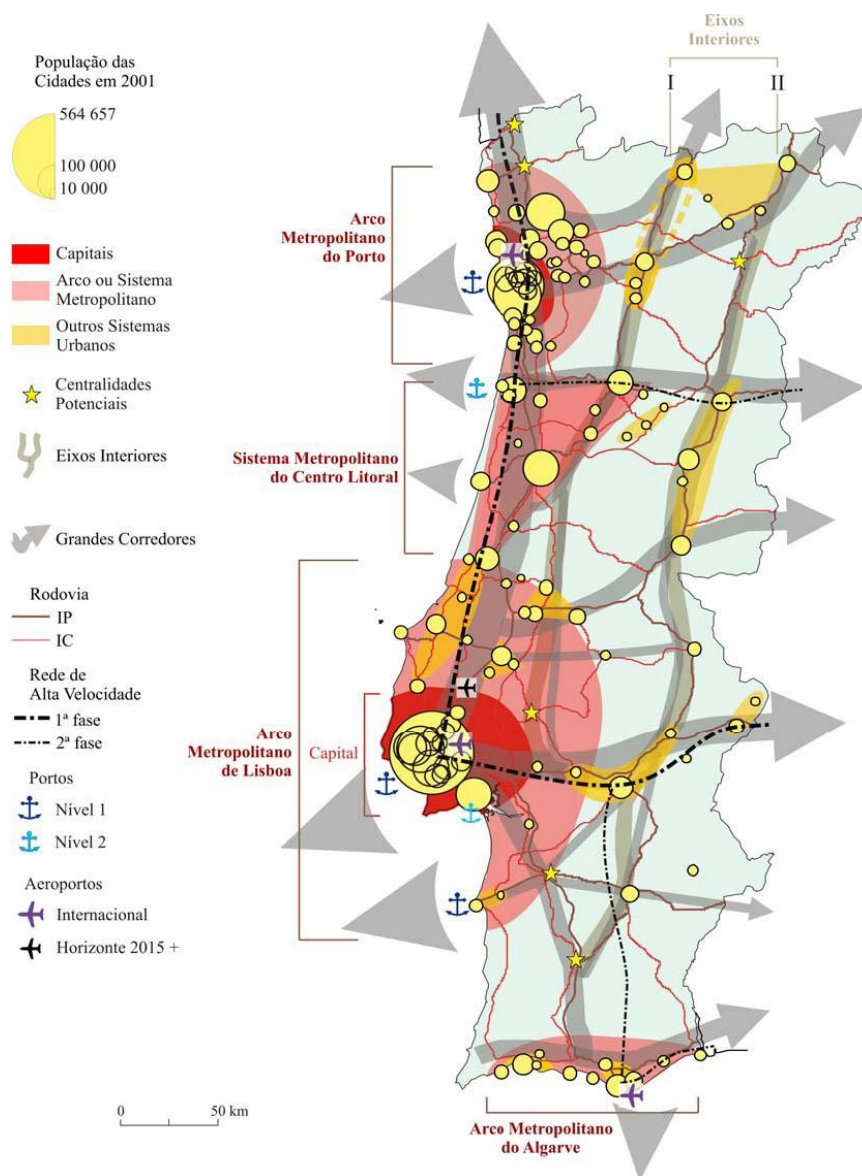 População das
Cidades em 2001
564 657
100 000
10 000
Capitais
Arco ou Sistema
Metropolitano
Outros Sistemas
Urbanos
Centralidades
Potenciais
Eixos Interiores
Grandes Corredores
Rodovia
IP
IC
Rede de
Alta Velocidade
1ª fase
2ª fase
Portos
Nível 1
Nível 2
Aeroportos
Internacional
Horizonte 2015 +
0
50 km
Eixos
Interiores
I
II
Arco
Metropolitano
do Porto
Sistema Metropolitano
do Centro Litoral
Arco
Metropolitano
de Lisboa
Capital
Arco Metropolitano
do Algarve